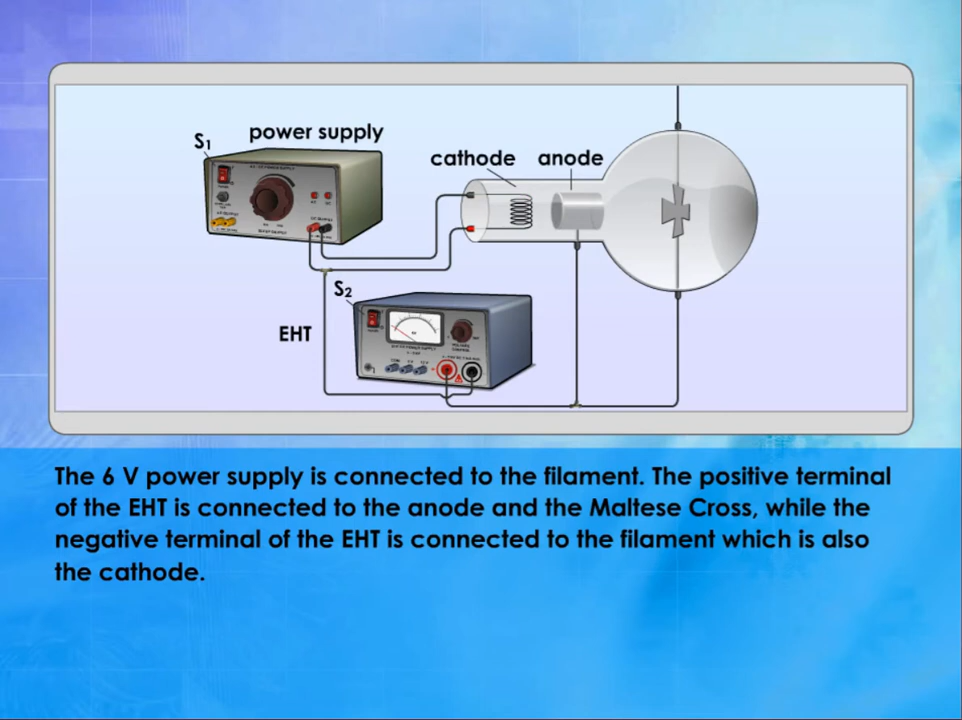 S1
power supply
cathode
anode
S2
EHT
The 6 V power supply is connected to the filament. The positive terminal
of the EHT is connected to the anode and the Maltese Cross, while the
negative terminal of the EHT is connected to the filament which is also
the cathode.